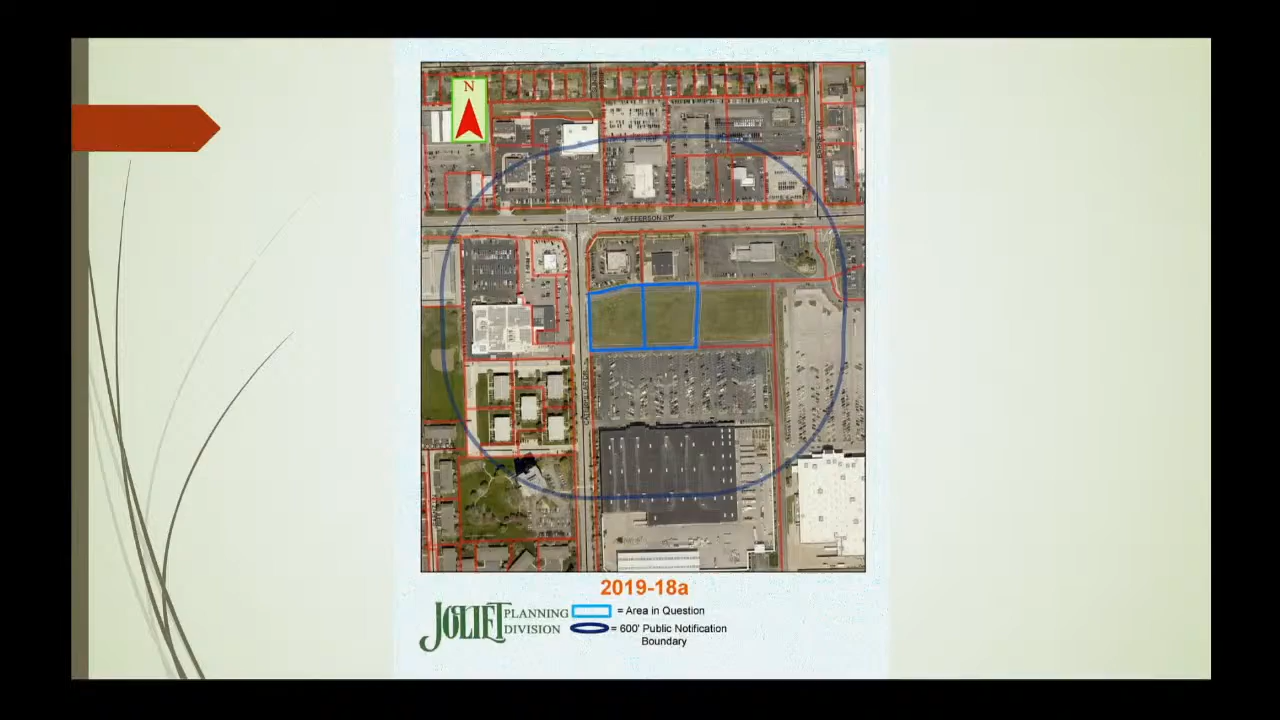 N
W JEFFERSON ST
2019-18a
JOLIET PLANNING DIVISION
= Area in Question
= 600' Public Notification
Boundary